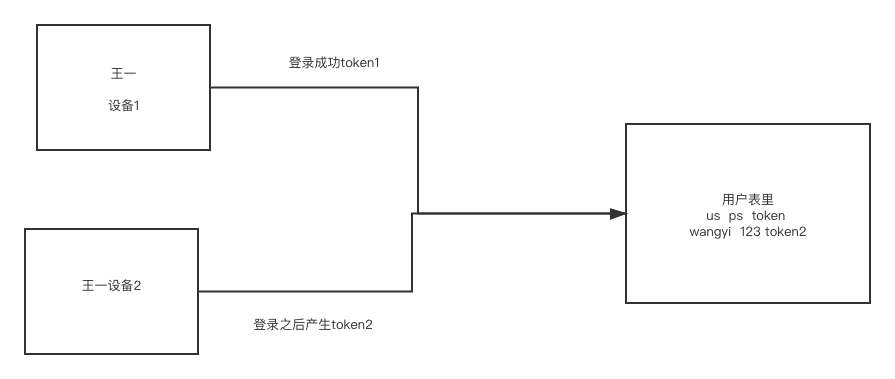 王一
设备1
登录成功token1
用户表里
us ps token
wangyi 123 token2
王一设备2
登录之后产生token2